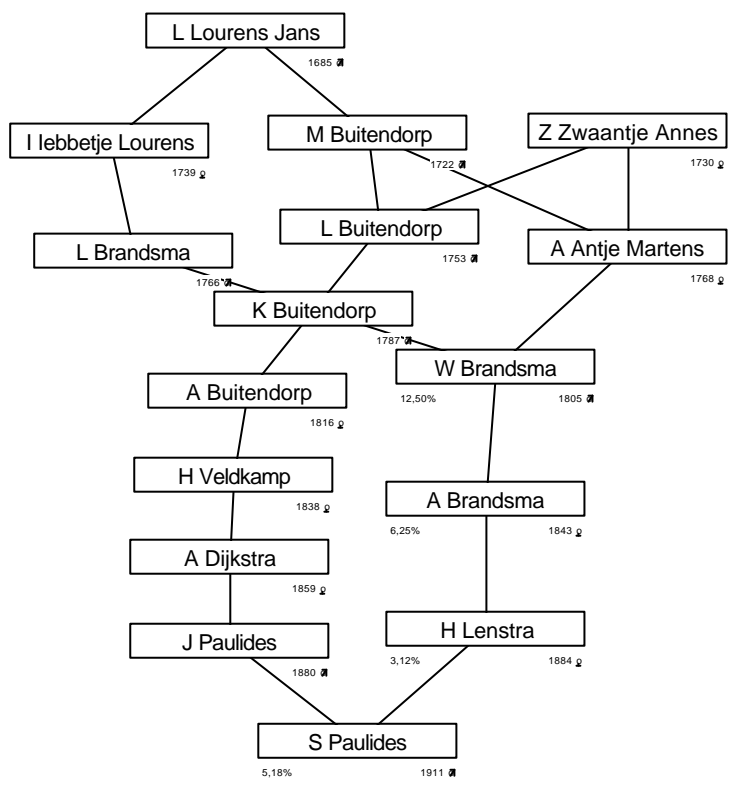 L Lourens Jans
1685
I Iebbetje Lourens
1739 ♀
M Buitendorp
1722
Z Zwaantje Annes
1730 ♀
L Brandsma
1766
L Buitendorp
1753
A Antje Martens
1768 ♀
K Buitendorp
1787
W Brandsma
12,50% 1805
A Buitendorp
1816 ♀
H Veldkamp
1838 ♀
A Brandsma
6,25% 1843 ♀
A Dijkstra
1859 ♀
J Paulides
1880
H Lenstra
3,12% 1884 ♀
S Paulides
5,18% 1911